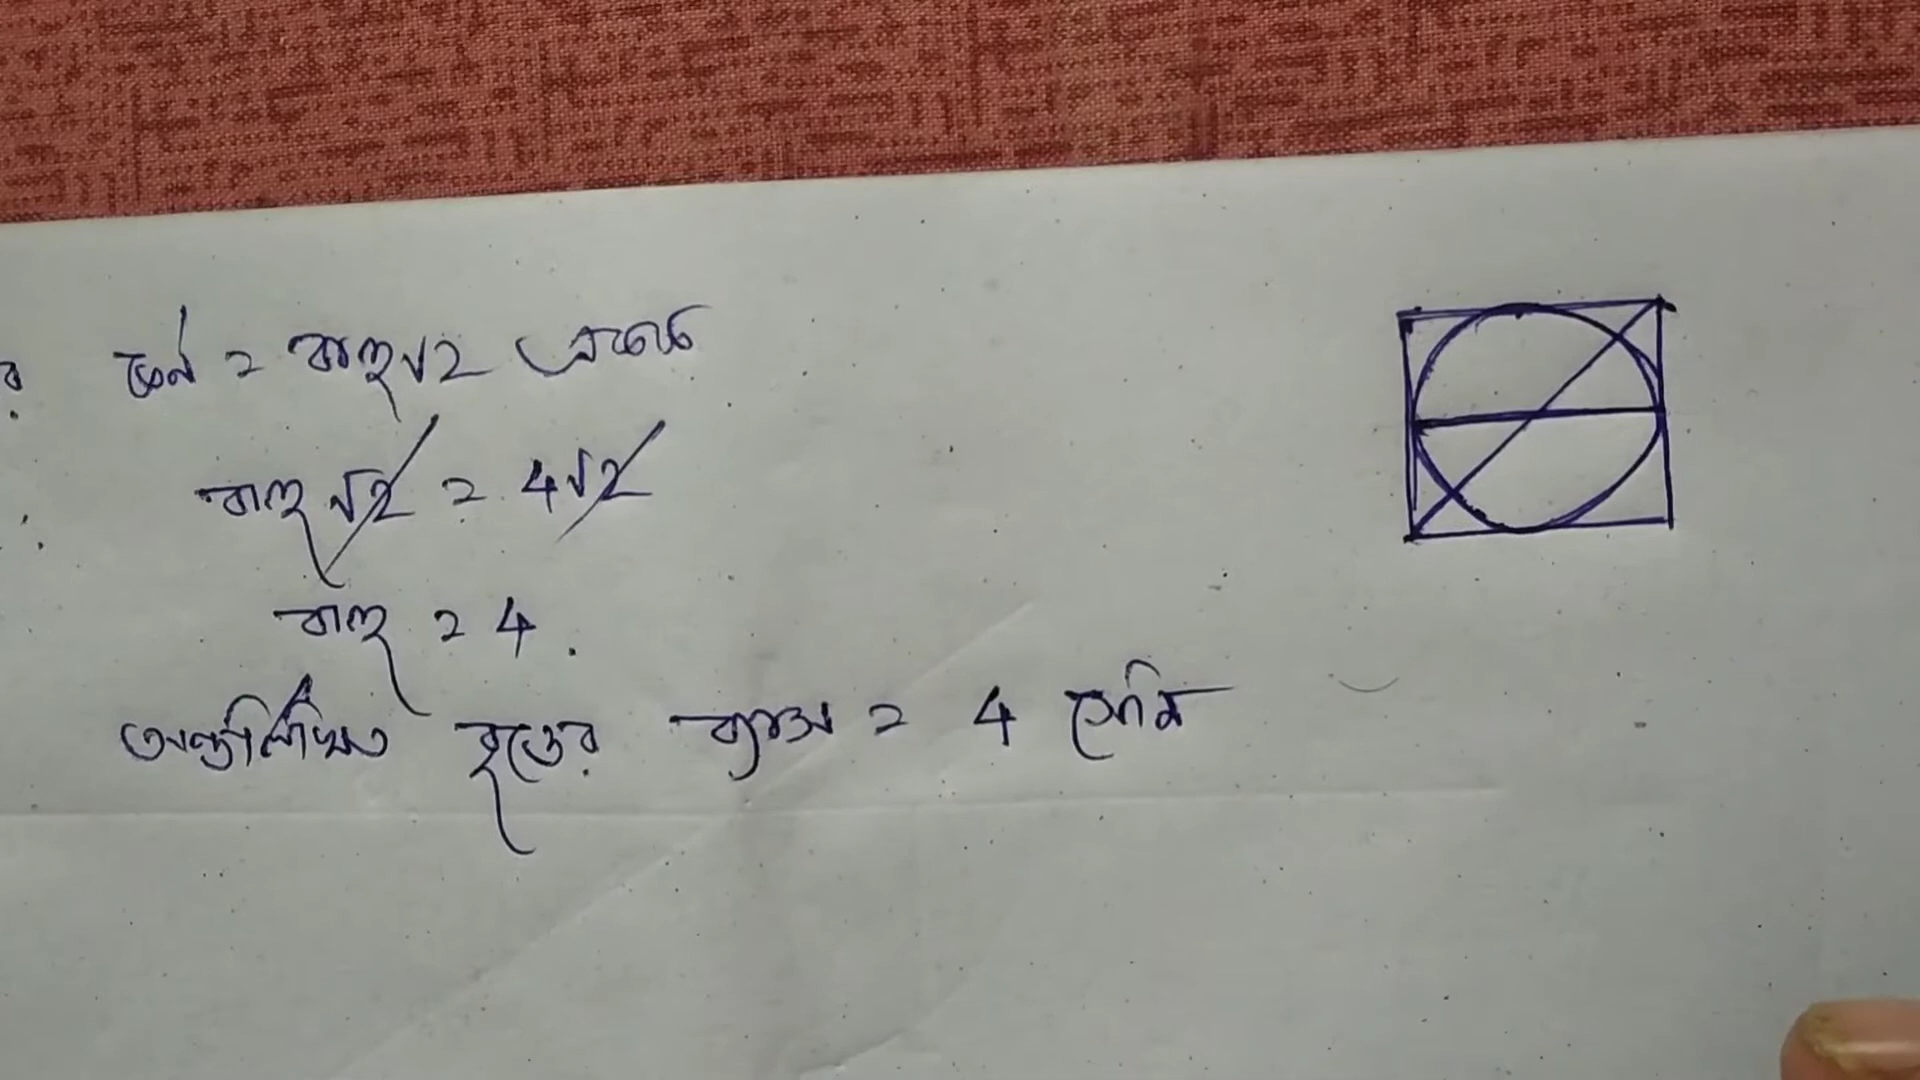 র কর্ন = বাহু√2 একক
বাহু √2 = 4√2
∴ বাহু = 4.
অন্তর্লিখিত বৃত্তের ব্যাস = 4 সেমি